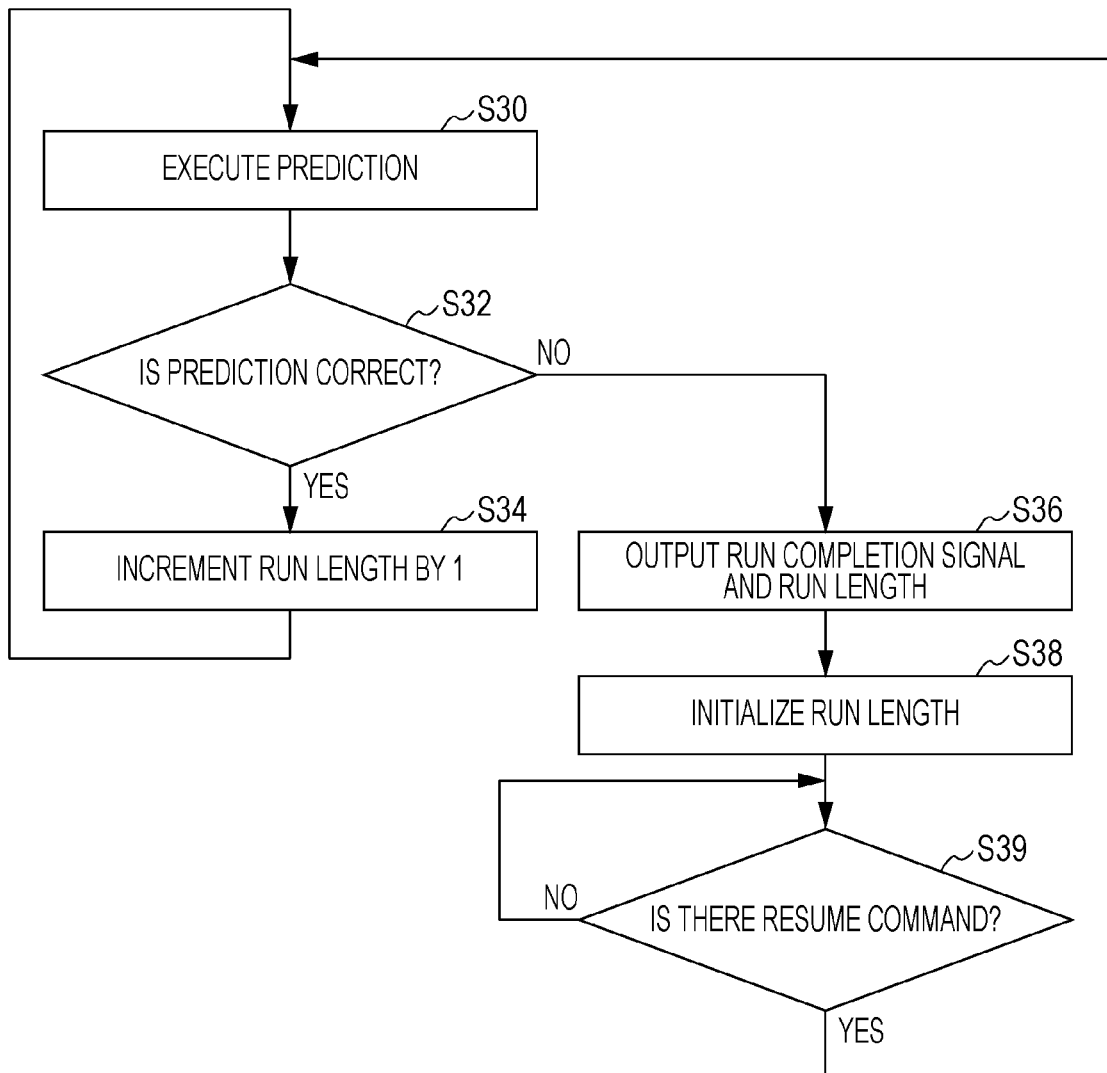 S30
EXECUTE PREDICTION
S32
IS PREDICTION CORRECT?
NO
YES
S34
INCREMENT RUN LENGTH BY 1
S36
OUTPUT RUN COMPLETION SIGNAL
AND RUN LENGTH
S38
INITIALIZE RUN LENGTH
S39
NO
IS THERE RESUME COMMAND?
YES